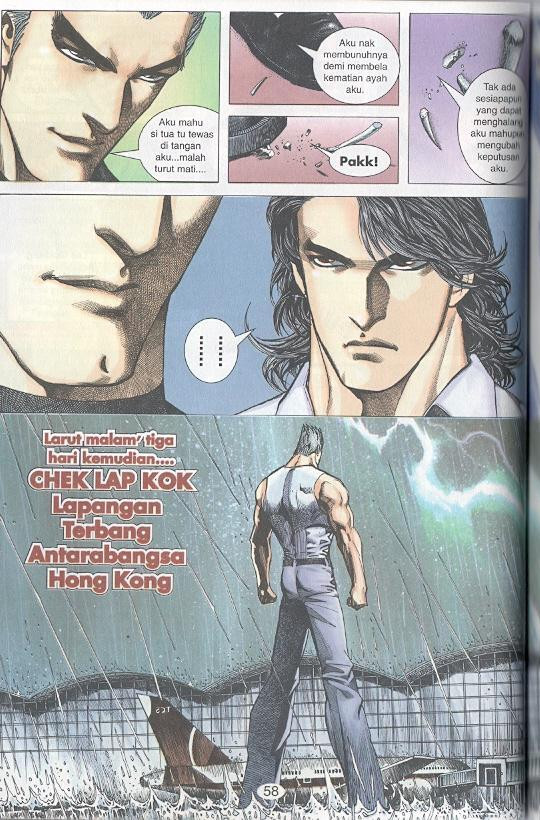 Aku mahu
si tua tu tewas
di tangan
aku...malah
turut mati....
Aku nak
membunuhnya
demi membela
kematian ayah
aku.
Pakk!
Tak ada
sesiapapun
yang dapat
menghalang
aku mahupun
mengubah
keputusan
aku.
Larut malam tiga
hari kemudian....
CHEK LAP KOK
Lapangan
Terbang
Antarabangsa
Hong Kong
58